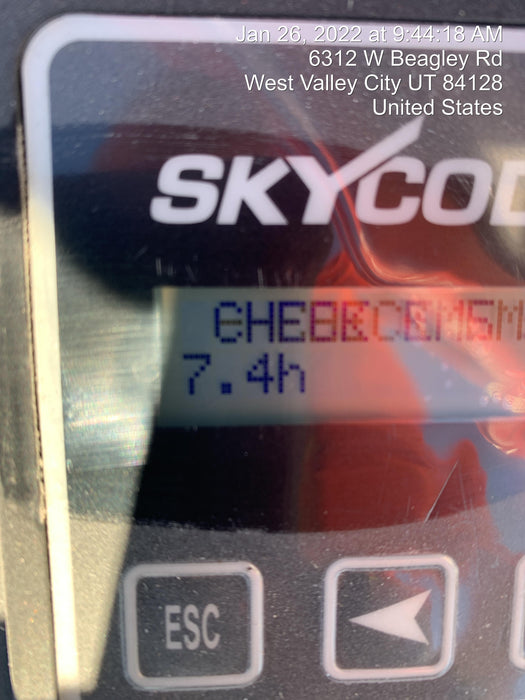 Jan 26, 2022 at 9:44:18 AM
6312 W Beagley Rd
West Valley City UT 84128
United States
SKYCOD
7.4h
ESC